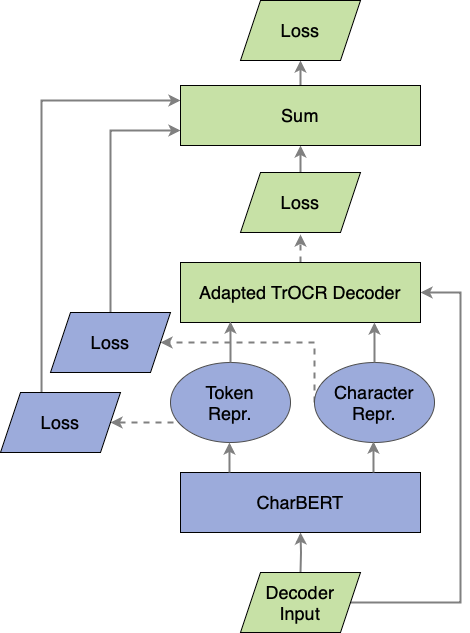 Loss
Sum
Loss
Adapted TrOCR Decoder
Loss
Token
Repr.
Character
Repr.
Loss
CharBERT
Decoder
Input